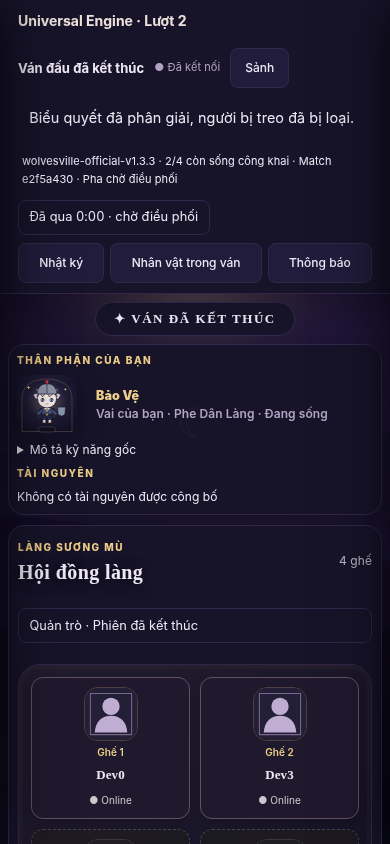 Universal Engine · Lượt 2
Ván đấu đã kết thúc
Đã kết nối
Sảnh
Biểu quyết đã phân giải, người bị treo đã bị loại.
wolvesville-official-v1.3.3 · 2/4 còn sống công khai · Match
e2f5a430 · Pha chờ điều phối
Đã qua 0:00 · chờ điều phối
Nhật ký
Nhân vật trong ván
Thông báo
✦ VÁN ĐÃ KẾT THÚC
THÂN PHẬN CỦA BẠN
Bảo Vệ
Vai của bạn · Phe Dân Làng · Đang sống
Mô tả kỹ năng gốc
TÀI NGUYÊN
Không có tài nguyên được công bố
LÀNG SƯƠNG MÙ
Hội đồng làng
4 ghế
Quản trò · Phiên đã kết thúc
Ghế 1
Dev0
Online
Ghế 2
Dev3
Online